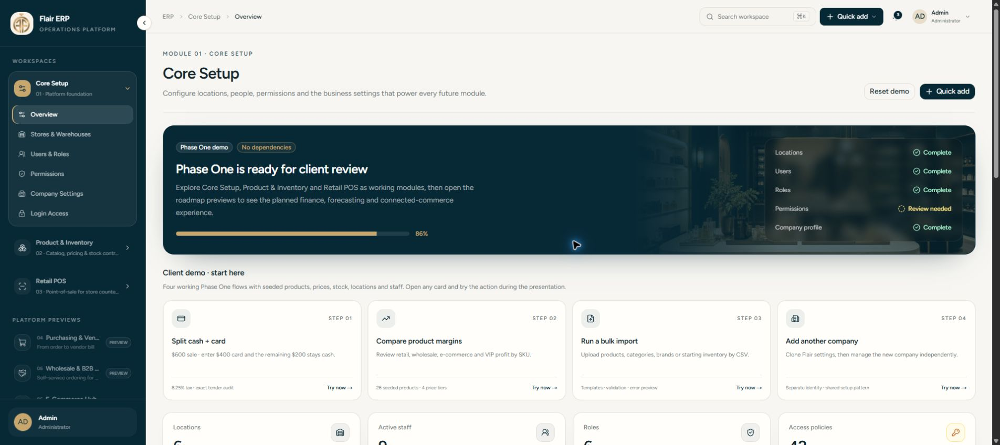 Flair ERP
OPERATIONS PLATFORM
WORKSPACES
Core Setup
01 · Platform foundation
Overview
Stores & Warehouses
Users & Roles
Permissions
Company Settings
Login Access
Product & Inventory
02 · Catalog, pricing & stock contr...
Retail POS
03 · Point-of-sale for store counte...
PLATFORM PREVIEWS
04 Purchasing & Ven...
From order to vendor bill
PREVIEW
05 Wholesale & B2B ...
Self-service ordering for ...
PREVIEW
Admin
Administrator
AD
ERP > Core Setup > Overview
Search workspace
⌘K
+ Quick add
3
AD
Admin
Administrator
MODULE 01 · CORE SETUP
Core Setup
Configure locations, people, permissions and the business settings that power every future module.
Reset demo
+ Quick add
Phase One demo
No dependencies
Phase One is ready for client review
Explore Core Setup, Product & Inventory and Retail POS as working modules, then open the
roadmap previews to see the planned finance, forecasting and connected-commerce
experience.
86%
Locations Complete
Users Complete
Roles Complete
Permissions Review needed
Company profile Complete
Client demo · start here
Four working Phase One flows with seeded products, prices, stock, locations and staff. Open any card and try the action during the presentation.
STEP 01
Split cash + card
$600 sale · enter $400 card and the remaining $200 stays cash.
8.25% tax · exact tender audit
Try now →
STEP 02
Compare product margins
Review retail, wholesale, e-commerce and VIP profit by SKU.
26 seeded products · 4 price tiers
Try now →
STEP 03
Run a bulk import
Upload products, categories, brands or starting inventory by CSV.
Templates · validation · error preview
Try now →
STEP 04
Add another company
Clone Flair settings, then manage the new company independently.
Separate identity · shared setup pattern
Try now →
Locations
Active staff
Roles
Access policies